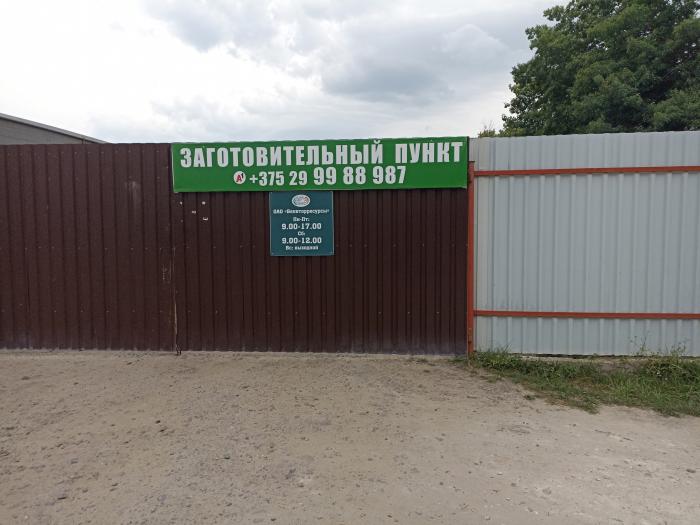 ЗАГОТОВИТЕЛЬНЫЙ ПУНКТ
A1 +375 29 99 88 987
ОАО «Белвторресурсы»
Пн-Пт:
9.00-17.00
Сб:
9.00-12.00
Вс: выходной